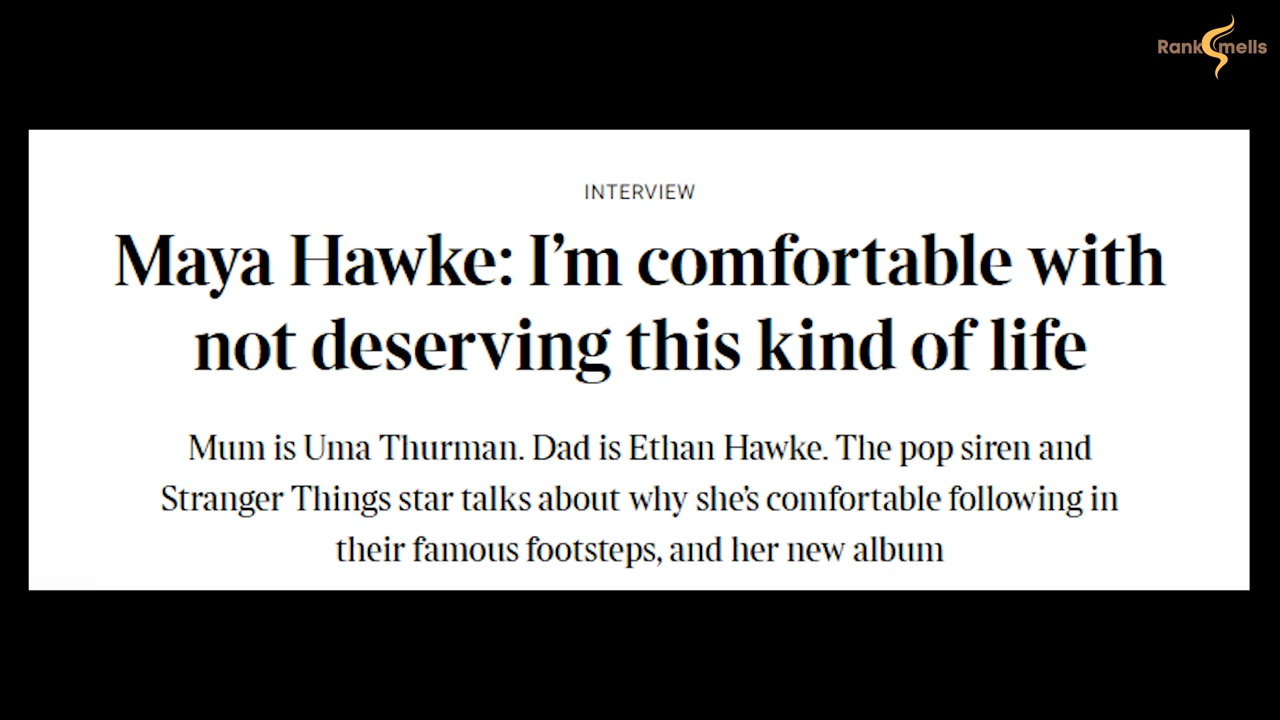 RankSmells
INTERVIEW
Maya Hawke: I’m comfortable with
not deserving this kind of life
Mum is Uma Thurman. Dad is Ethan Hawke. The pop siren and
Stranger Things star talks about why she’s comfortable following in
their famous footsteps, and her new album